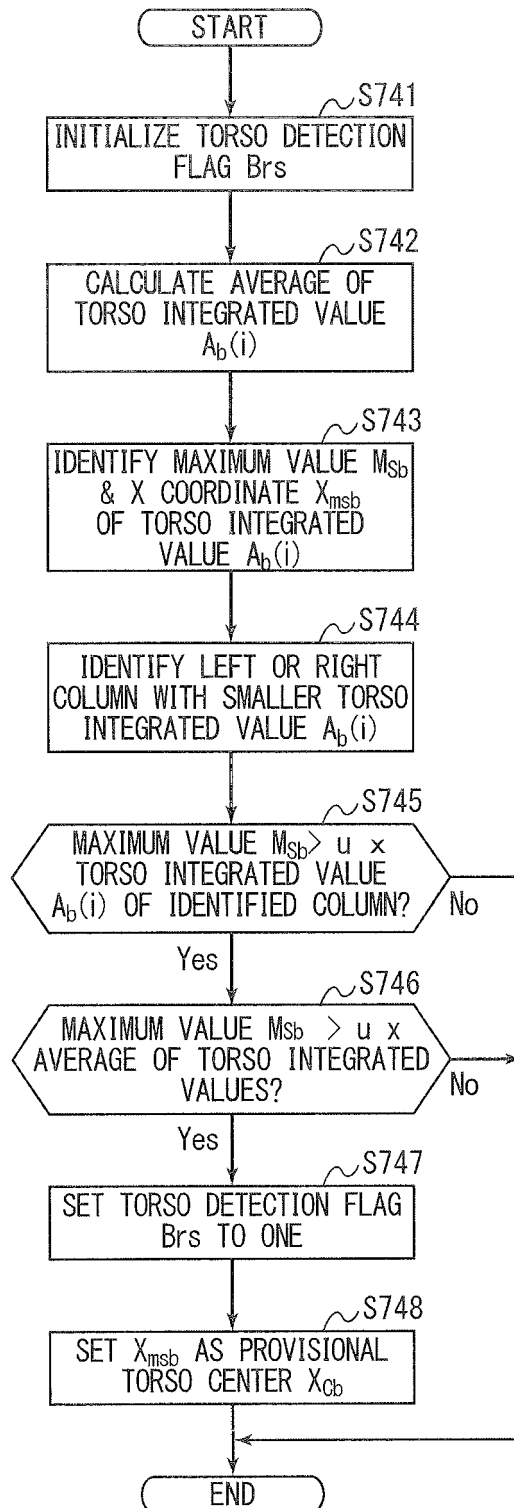 START
S741
INITIALIZE TORSO DETECTION
FLAG Brs
S742
CALCULATE AVERAGE OF
TORSO INTEGRATED VALUE
Ab(i)
S743
IDENTIFY MAXIMUM VALUE MSb
& X COORDINATE Xmsb
OF TORSO INTEGRATED
VALUE Ab(i)
S744
IDENTIFY LEFT OR RIGHT
COLUMN WITH SMALLER TORSO
INTEGRATED VALUE Ab(i)
S745
MAXIMUM VALUE MSb > u x
TORSO INTEGRATED VALUE
Ab(i) OF IDENTIFIED COLUMN?
No
Yes
S746
MAXIMUM VALUE MSb > u x
AVERAGE OF TORSO INTEGRATED
VALUES?
No
Yes
S747
SET TORSO DETECTION FLAG
Brs TO ONE
S748
SET Xmsb AS PROVISIONAL
TORSO CENTER XCb
END